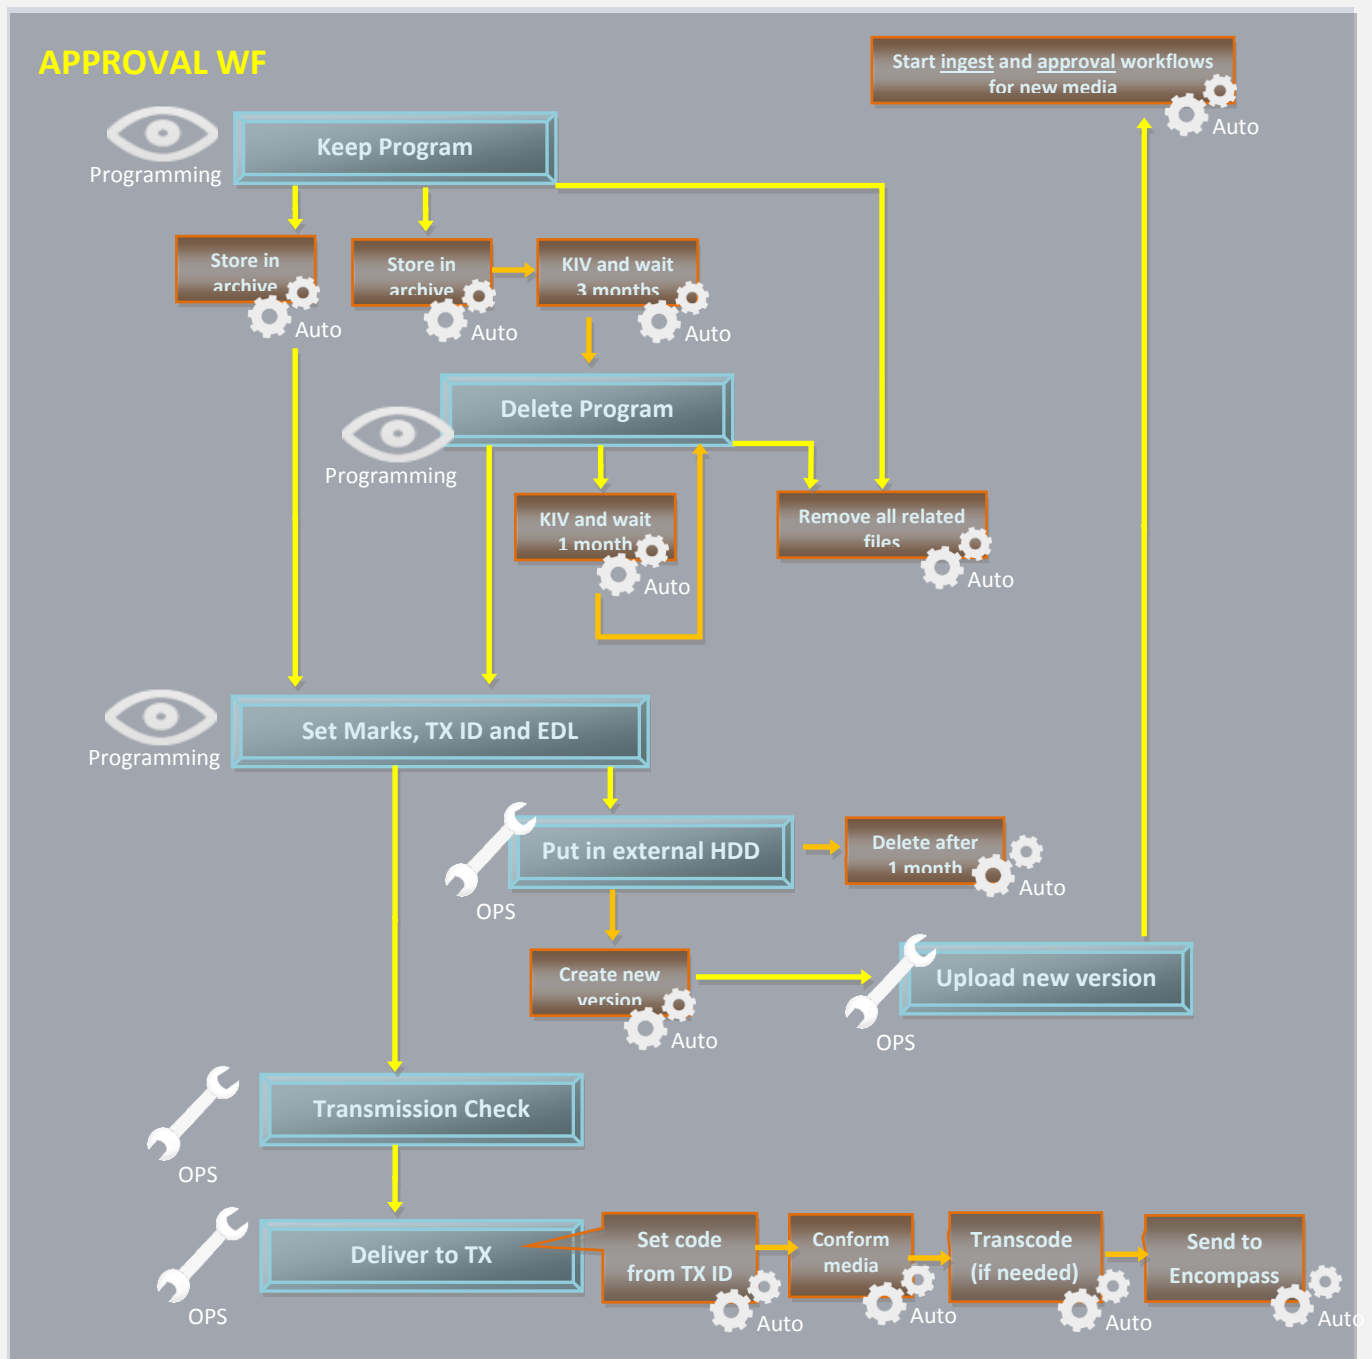 APPROVAL WF
Start ingest and approval workflows
for new media
Auto
Keep Program
Programming
Store in
archive
Auto
Store in
archive
Auto
KIV and wait
3 months
Auto
Delete Program
Programming
KIV and wait
1 month
Auto
Remove all related
files
Auto
Set Marks, TX ID and EDL
Programming
Put in external HDD
OPS
Delete after
1 month
Auto
Create new
version
Auto
Upload new version
OPS
Transmission Check
OPS
Deliver to TX
OPS
Set code
from TX ID
Auto
Conform
media
Auto
Transcode
(if needed)
Auto
Send to
Encompass
Auto